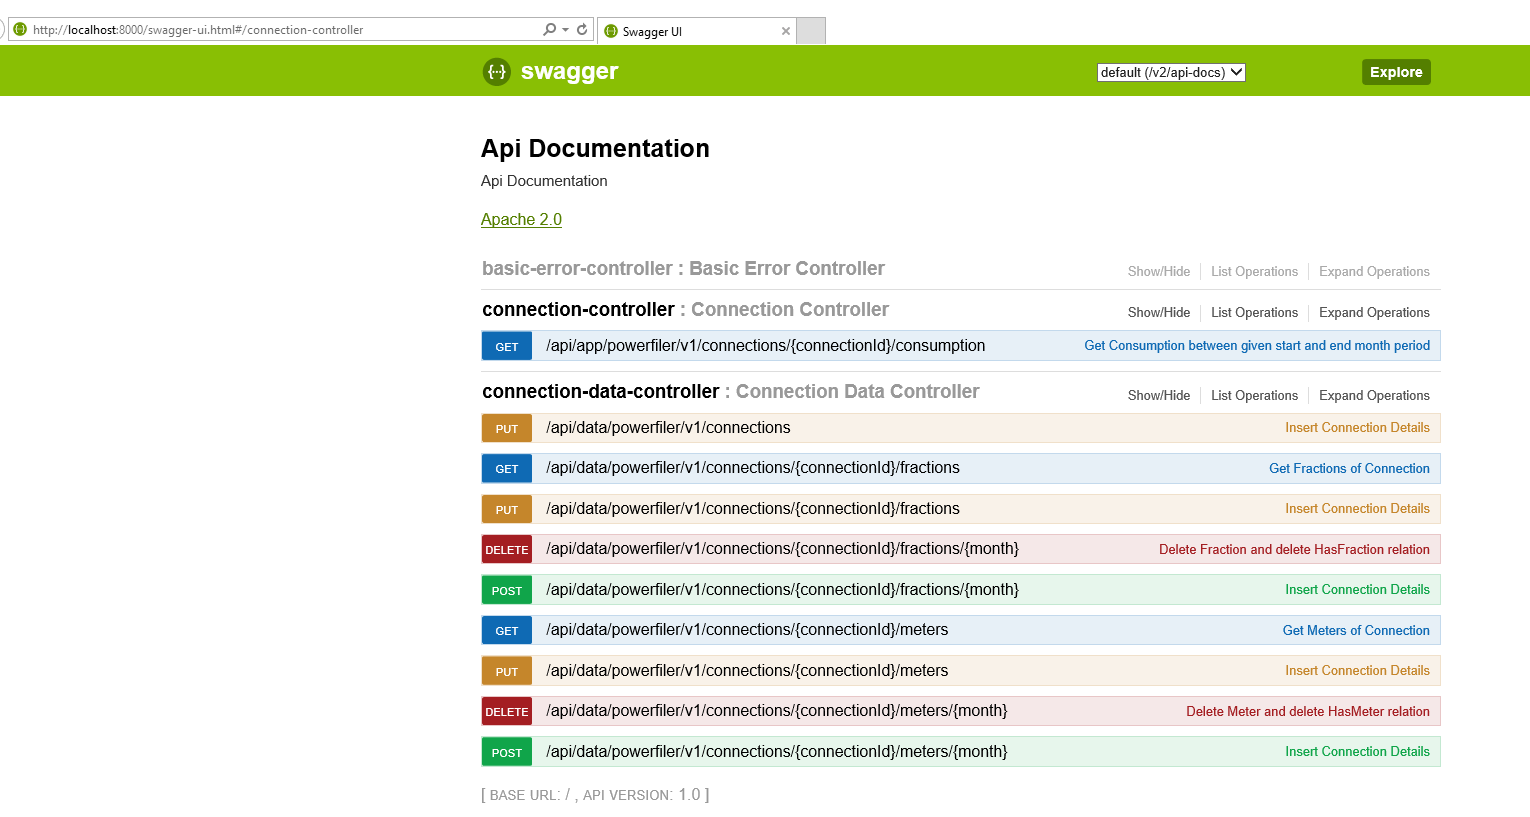 http://localhost:8000/swagger-ui.html#/connection-controller
Swagger UI
{··} swagger
default (/v2/api-docs)
Explore
Api Documentation
Api Documentation
Apache 2.0
basic-error-controller : Basic Error Controller
Show/Hide
List Operations
Expand Operations
connection-controller : Connection Controller
Show/Hide
List Operations
Expand Operations
GET /api/app/powerfiler/v1/connections/{connectionId}/consumption Get Consumption between given start and end month period
connection-data-controller : Connection Data Controller
Show/Hide
List Operations
Expand Operations
PUT /api/data/powerfiler/v1/connections Insert Connection Details
GET /api/data/powerfiler/v1/connections/{connectionId}/fractions Get Fractions of Connection
PUT /api/data/powerfiler/v1/connections/{connectionId}/fractions Insert Connection Details
DELETE /api/data/powerfiler/v1/connections/{connectionId}/fractions/{month} Delete Fraction and delete HasFraction relation
POST /api/data/powerfiler/v1/connections/{connectionId}/fractions/{month} Insert Connection Details
GET /api/data/powerfiler/v1/connections/{connectionId}/meters Get Meters of Connection
PUT /api/data/powerfiler/v1/connections/{connectionId}/meters Insert Connection Details
DELETE /api/data/powerfiler/v1/connections/{connectionId}/meters/{month} Delete Meter and delete HasMeter relation
POST /api/data/powerfiler/v1/connections/{connectionId}/meters/{month} Insert Connection Details
[ BASE URL: / , API VERSION: 1.0 ]